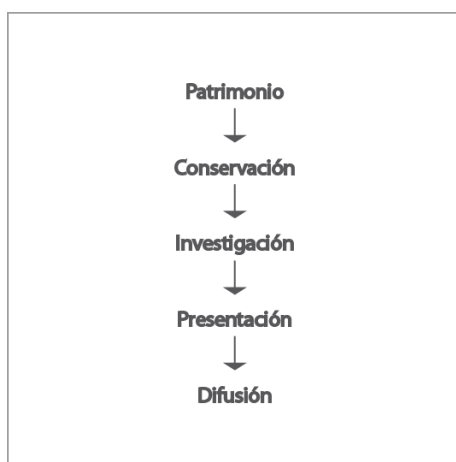 Patrimonio
Conservación
Investigación
Presentación
Difusión